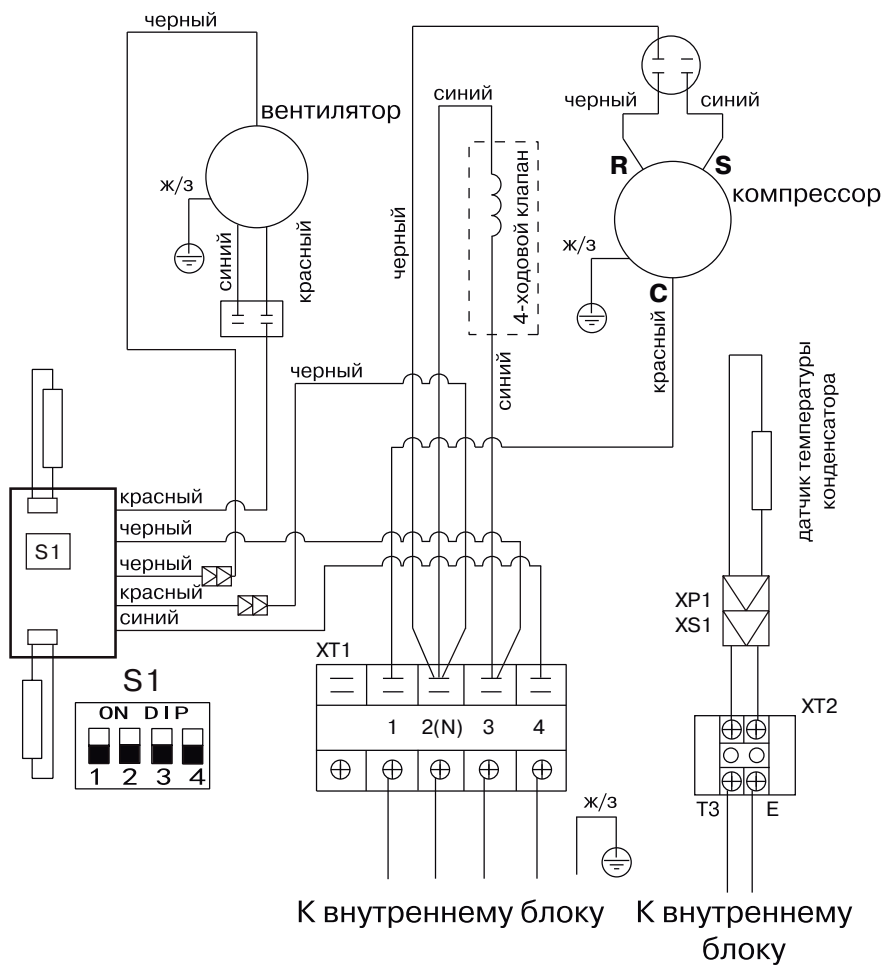 черный
вентилятор
ж/з
синий
красный
синий
4-ходовой клапан
черный
синий
черный
синий
R
S
компрессор
ж/з
C
красный
черный
датчик температуры
конденсатора
красный
черный
S1
черный
красный
синий
XT1
1
2(N)
3
4
S1
ON DIP
1 2 3 4
XP1
XS1
XT2
T3
E
ж/з
К внутреннему блоку
К внутреннему
блоку